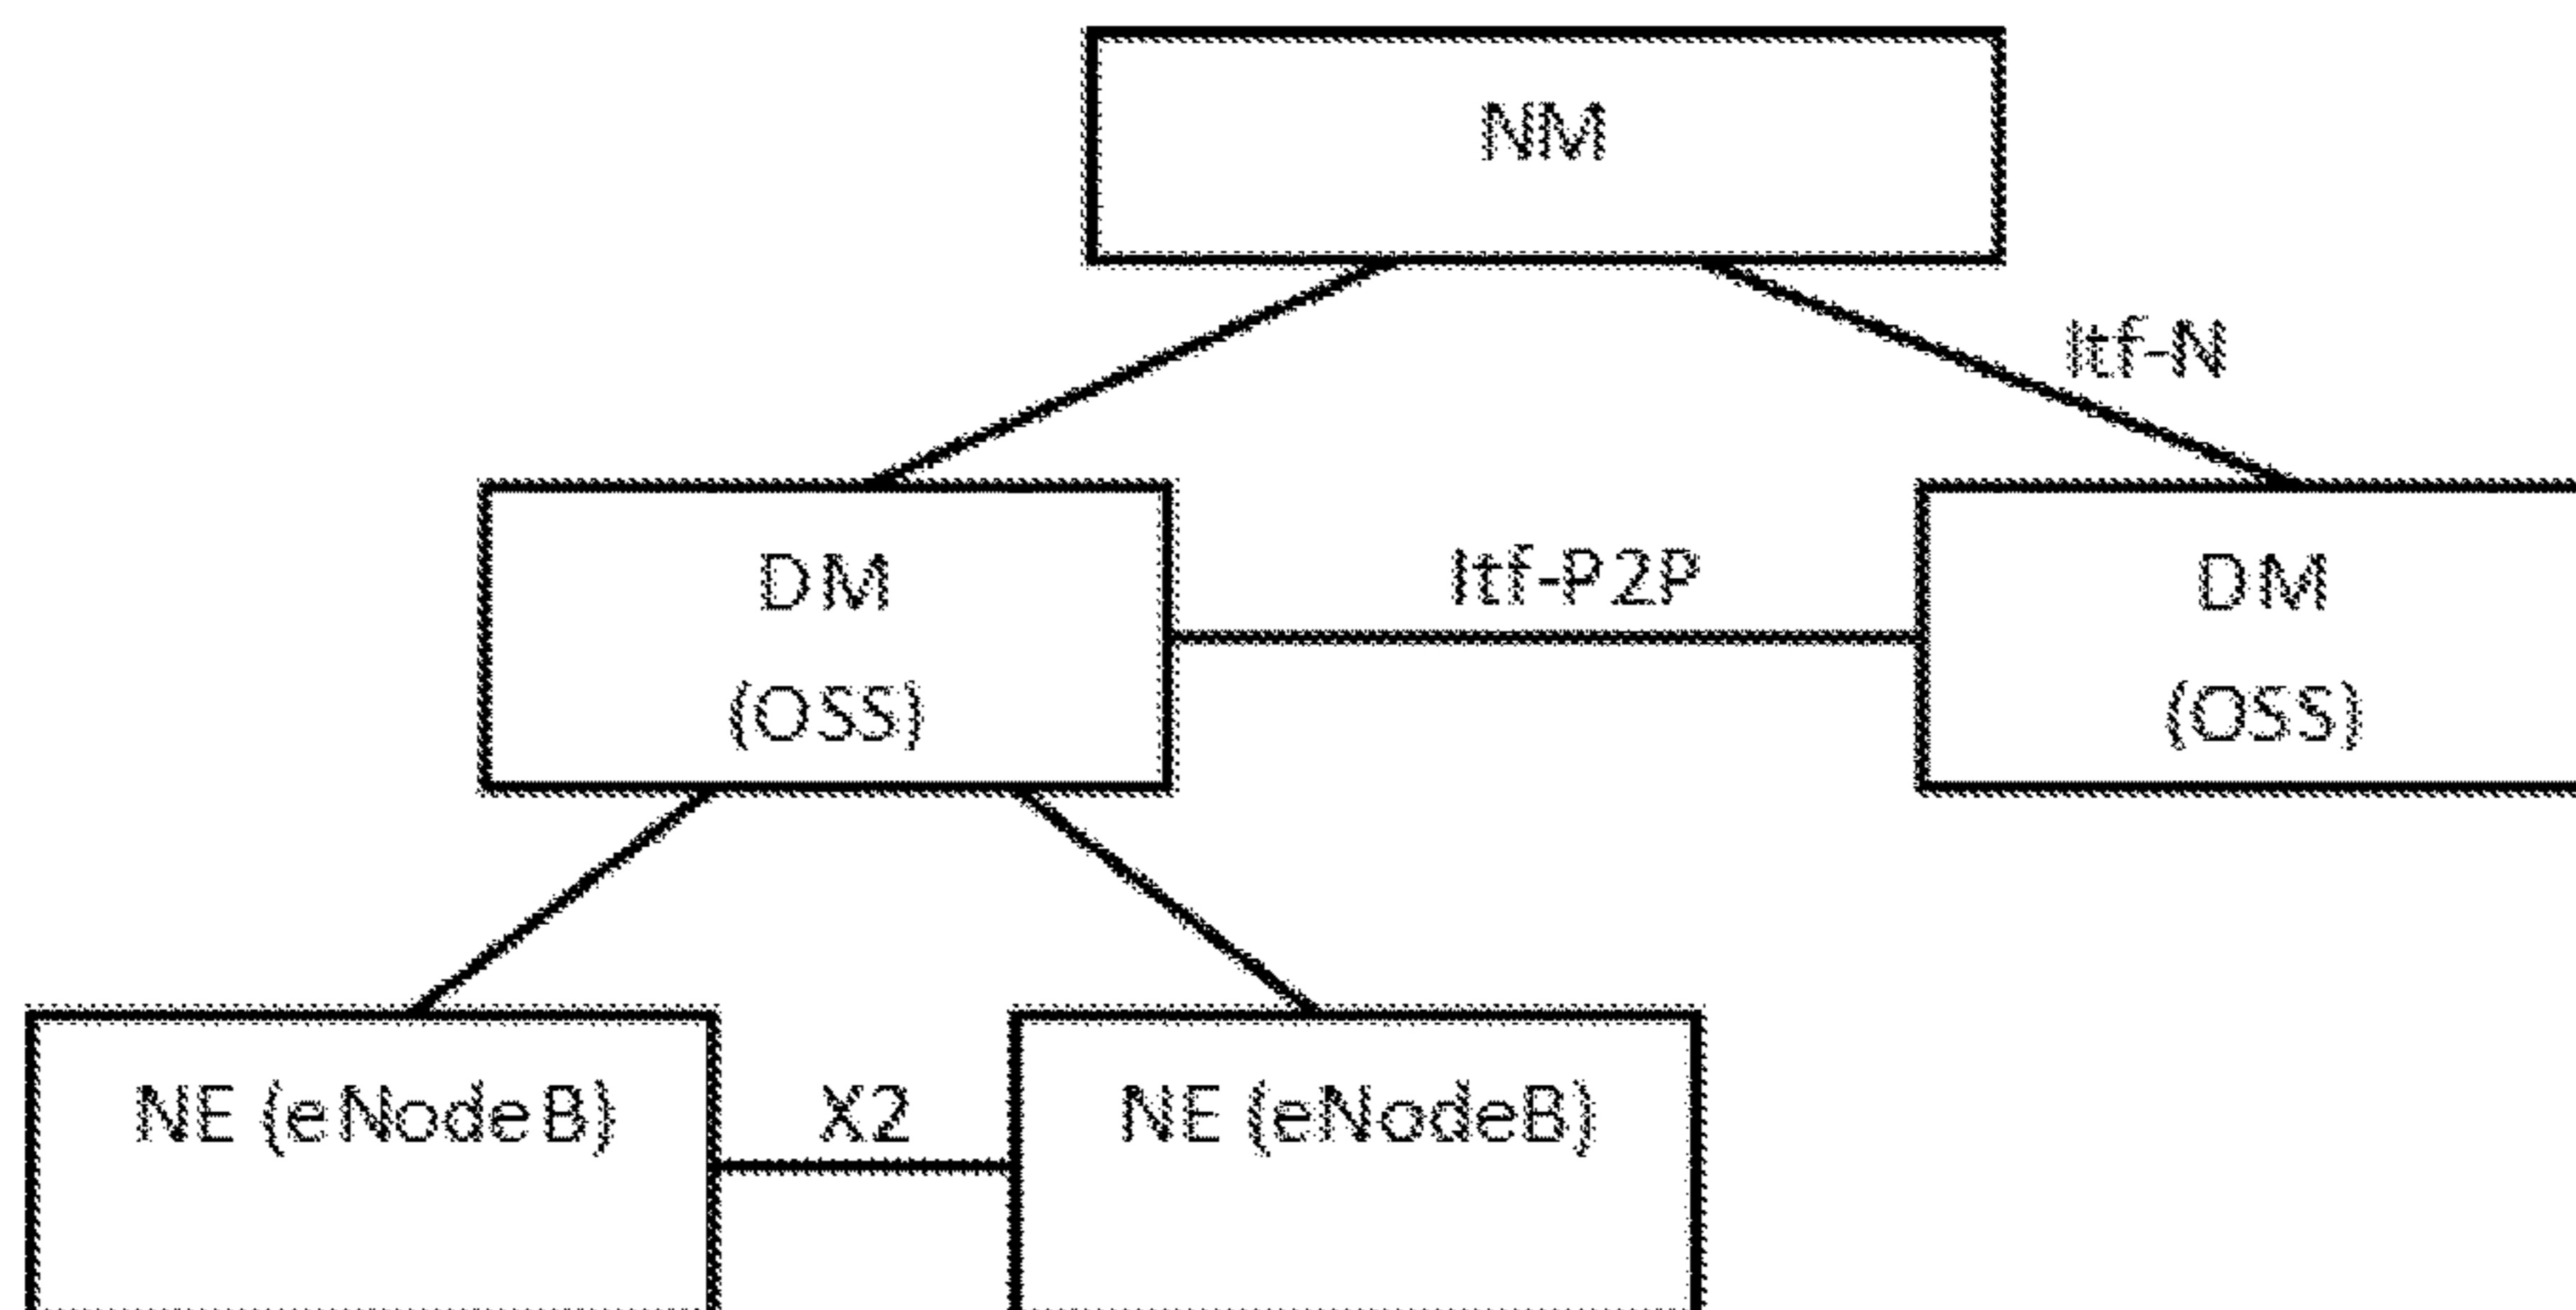 NM
Itf-N
DM
(OSS)
Itf-P2P
DM
(OSS)
NE (eNodeB)
X2
NE (eNodeB)